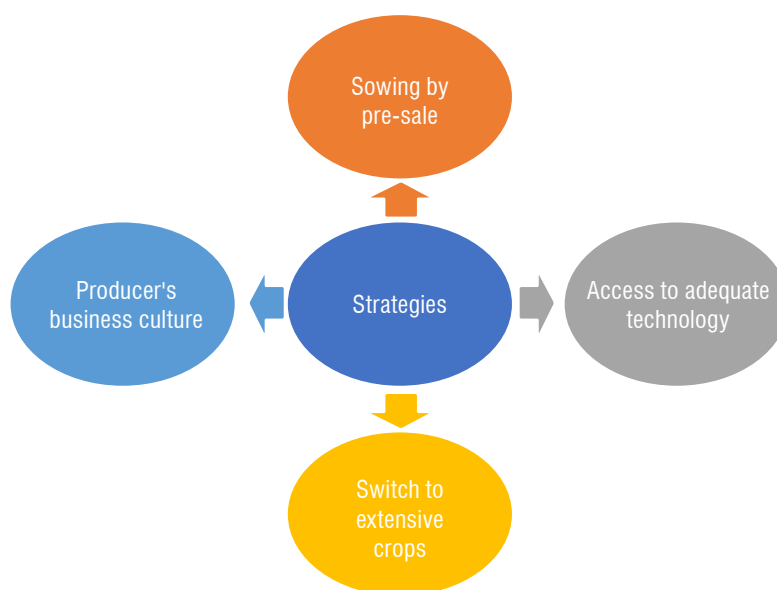 Sowing by
pre-sale
Producer's
business culture
Strategies
Access to adequate
technology
Switch to
extensive
crops